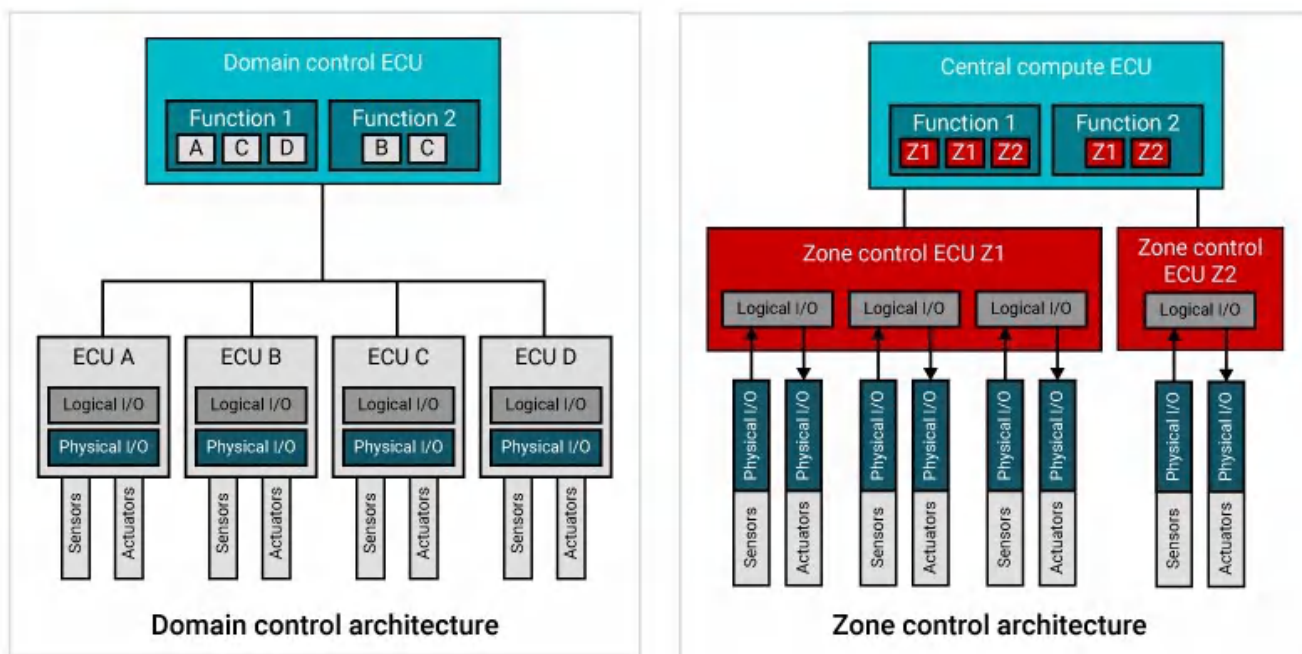 Domain control ECU
Function 1
A C D
Function 2
B C
ECU A
Logical I/O
Physical I/O
Sensors
Actuators
ECU B
Logical I/O
Physical I/O
Sensors
Actuators
ECU C
Logical I/O
Physical I/O
Sensors
Actuators
ECU D
Logical I/O
Physical I/O
Sensors
Actuators
Domain control architecture
Central compute ECU
Function 1
Z1 Z1 Z2
Function 2
Z1 Z2
Zone control ECU Z1
Logical I/O
Logical I/O
Logical I/O
Physical I/O
Sensors
Physical I/O
Actuators
Physical I/O
Sensors
Physical I/O
Actuators
Physical I/O
Sensors
Physical I/O
Actuators
Zone control
ECU Z2
Logical I/O
Physical I/O
Sensors
Physical I/O
Actuators
Zone control architecture